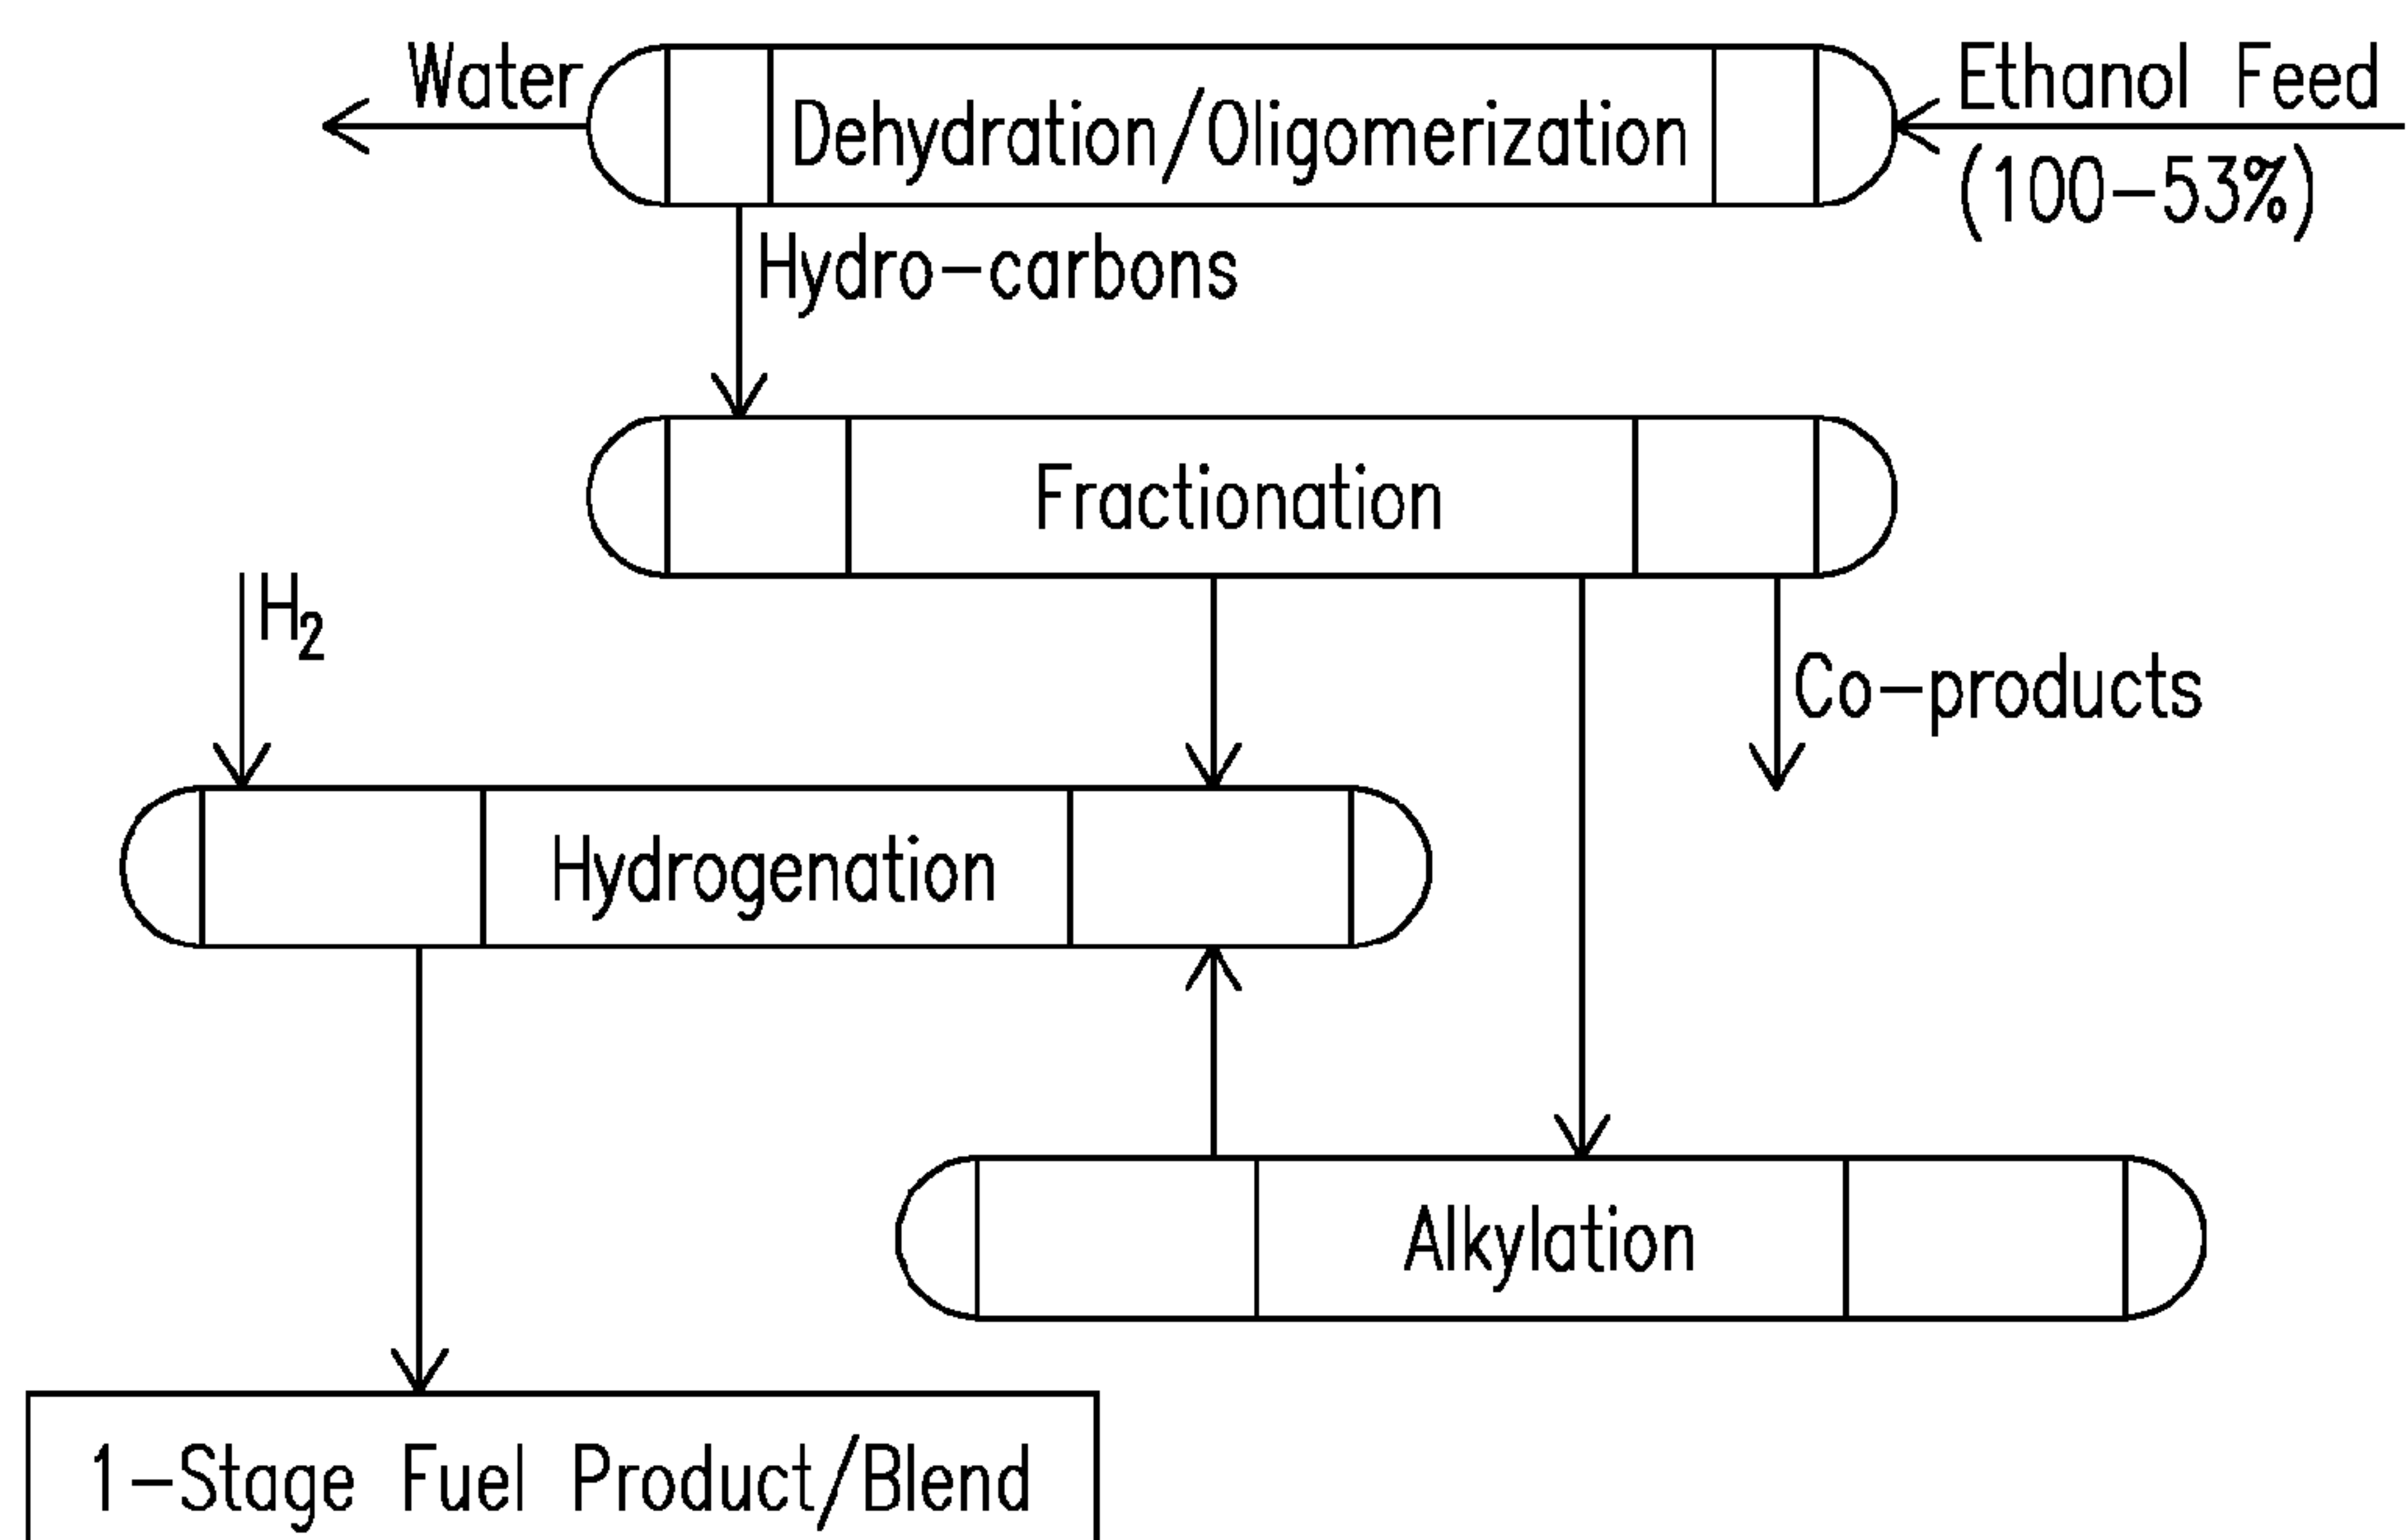 Water
Dehydration/Oligomerization
Ethanol Feed
(100-53%)
Hydro-carbons
Fractionation
H2
Co-products
Hydrogenation
Alkylation
1-Stage Fuel Product/Blend